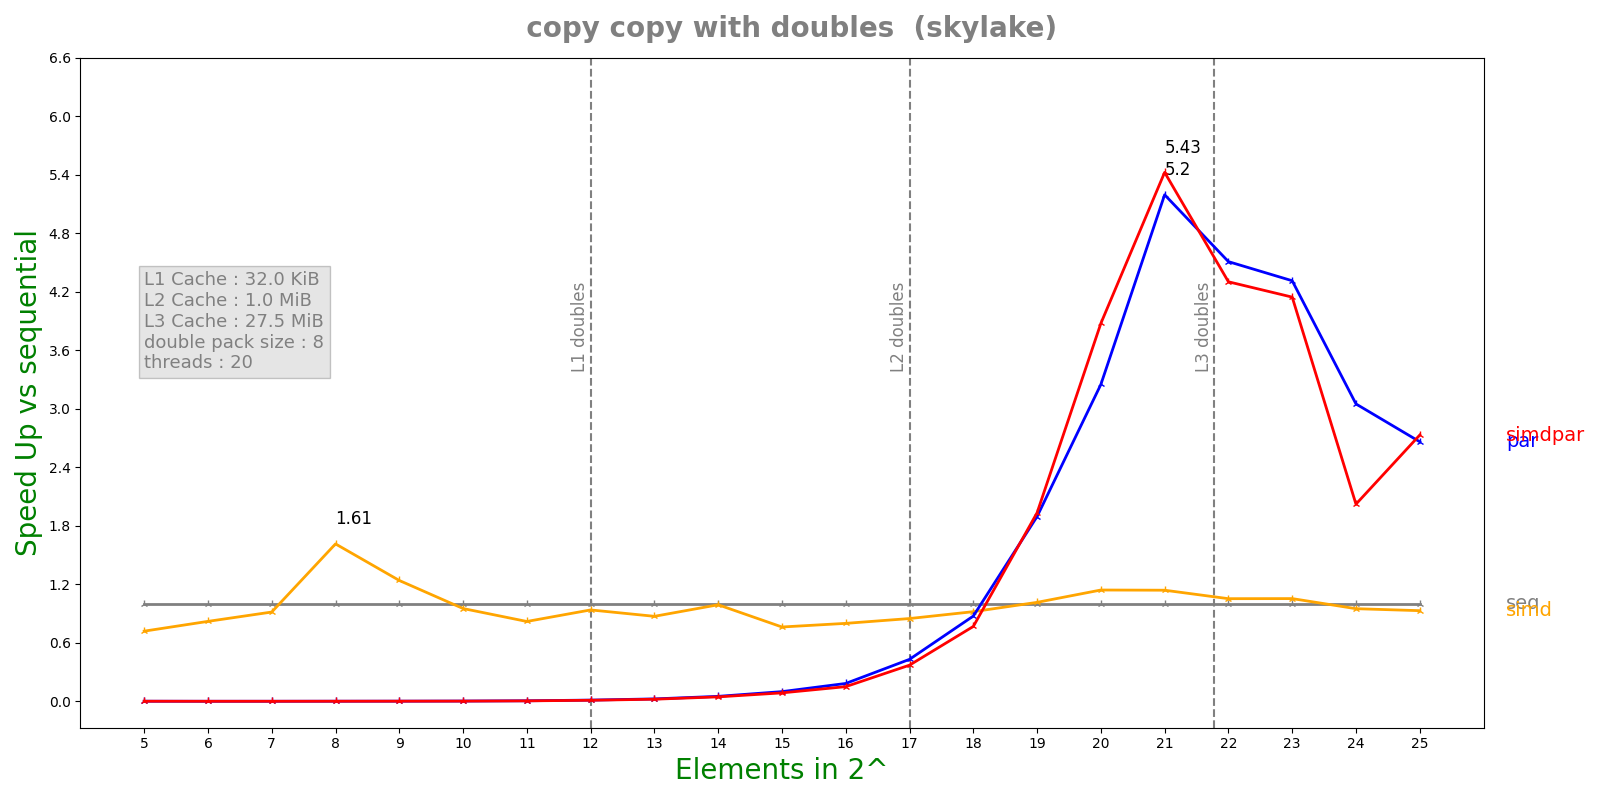 copy copy with doubles (skylake)
Speed Up vs sequential
6.6
6.0
5.4
4.8
4.2
3.6
3.0
2.4
1.8
1.2
0.6
0.0
L1 Cache : 32.0 KiB
L2 Cache : 1.0 MiB
L3 Cache : 27.5 MiB
double pack size : 8
threads : 20
1.61
L1 doubles
L2 doubles
L3 doubles
5.43
5.2
simdpar
par
seq
simd
5 6 7 8 9 10 11 12 13 14 15 16 17 18 19 20 21 22 23 24 25
Elements in 2^